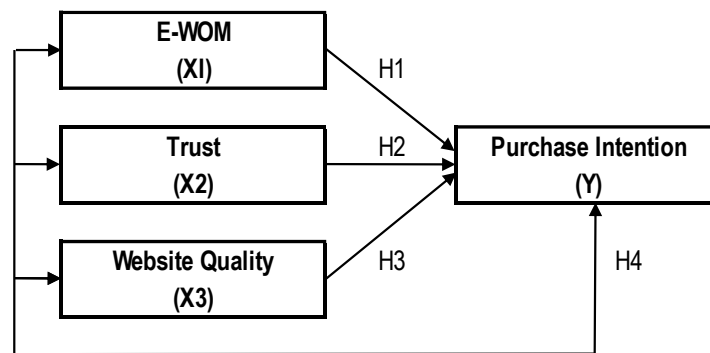 E-WOM
(XI)
H1
Trust
(X2)
H2
Purchase Intention
(Y)
Website Quality
(X3)
H3
H4